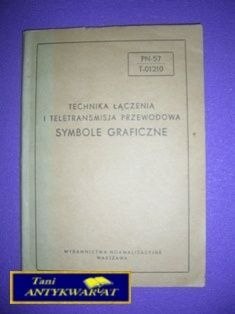 PN-57
T-01210
TECHNIKA ŁĄCZENIA
I TELETRANSMISJA PRZEWODOWA
SYMBOLE GRAFICZNE
WYDAWNICTWA NORMALIZACYJNE
WARSZAWA
Tani
ANTYKWARIAT